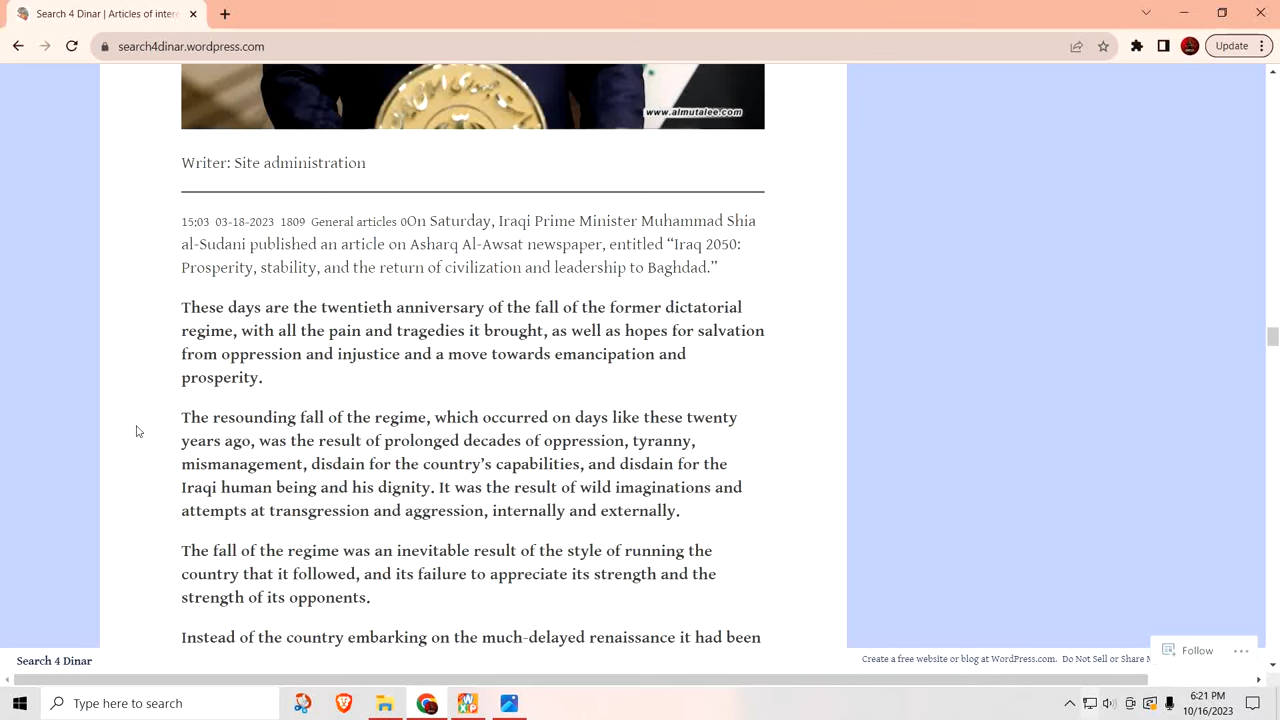 Search 4 Dinar | Articles of inter
search4dinar.wordpress.com
Update
www.almutalee.com
Writer: Site administration
15:03 03-18-2023 1809 General articles 0On Saturday, Iraqi Prime Minister Muhammad Shia
al-Sudani published an article on Asharq Al-Awsat newspaper, entitled “Iraq 2050:
Prosperity, stability, and the return of civilization and leadership to Baghdad.”
These days are the twentieth anniversary of the fall of the former dictatorial
regime, with all the pain and tragedies it brought, as well as hopes for salvation
from oppression and injustice and a move towards emancipation and
prosperity.
The resounding fall of the regime, which occurred on days like these twenty
years ago, was the result of prolonged decades of oppression, tyranny,
mismanagement, disdain for the country’s capabilities, and disdain for the
Iraqi human being and his dignity. It was the result of wild imaginations and
attempts at transgression and aggression, internally and externally.
The fall of the regime was an inevitable result of the style of running the
country that it followed, and its failure to appreciate its strength and the
strength of its opponents.
Instead of the country embarking on the much-delayed renaissance it had been
Follow
Search 4 Dinar
Create a free website or blog at WordPress.com. Do Not Sell or Share M
Type here to search
6:21 PM
10/16/2023